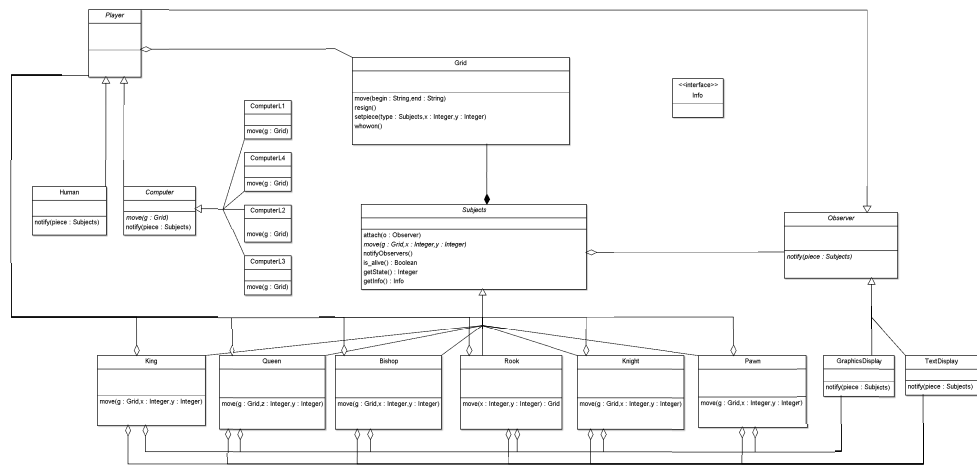 Player
Grid
move(begin : String,end : String)
resign()
setpiece(type : Subjects,x : Integer,y : Integer)
whowon()
<<interface>>
Info
ComputerL1
move(g : Grid)
ComputerL4
move(g : Grid)
ComputerL2
move(g : Grid)
ComputerL3
move(g : Grid)
Human
notify(piece : Subjects)
Computer
move(g : Grid)
notify(piece : Subjects)
Subjects
attach(o : Observer)
move(g : Grid,x : Integer,y : Integer)
notifyObservers()
is_alive() : Boolean
getState() : Integer
getInfo() : Info
Observer
notify(piece : Subjects)
King
move(g : Grid,x : Integer,y : Integer)
Queen
move(g : Grid,z : Integer,y : Integer)
Bishop
move(g : Grid,x : Integer,y : Integer)
Rook
move(x : Integer,y : Integer) : Grid
Knight
move(g : Grid,x : Integer,y : Integer)
Pawn
move(g : Grid,x : Integer,y : Integer)
GraphicsDisplay
notify(piece : Subjects)
TextDisplay
notify(piece : Subjects)